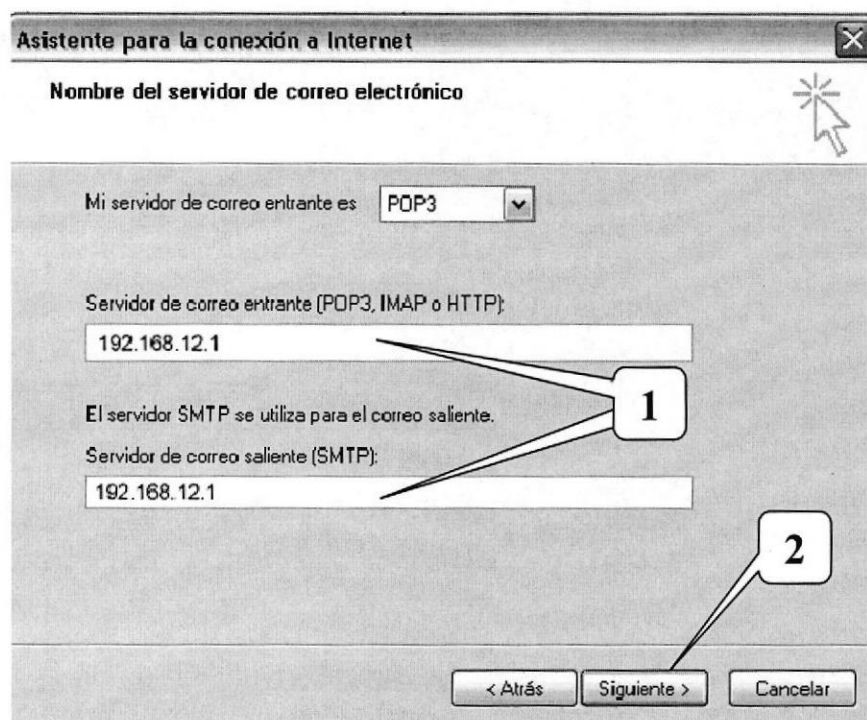 Asistente para la conexión a Internet
Nombre del servidor de correo electrónico
Mi servidor de correo entrante es POP3
Servidor de correo entrante (POP3, IMAP o HTTP):
192.168.12.1
1
El servidor SMTP se utiliza para el correo saliente.
Servidor de correo saliente (SMTP):
192.168.12.1
2
< Atrás Siguiente > Cancelar